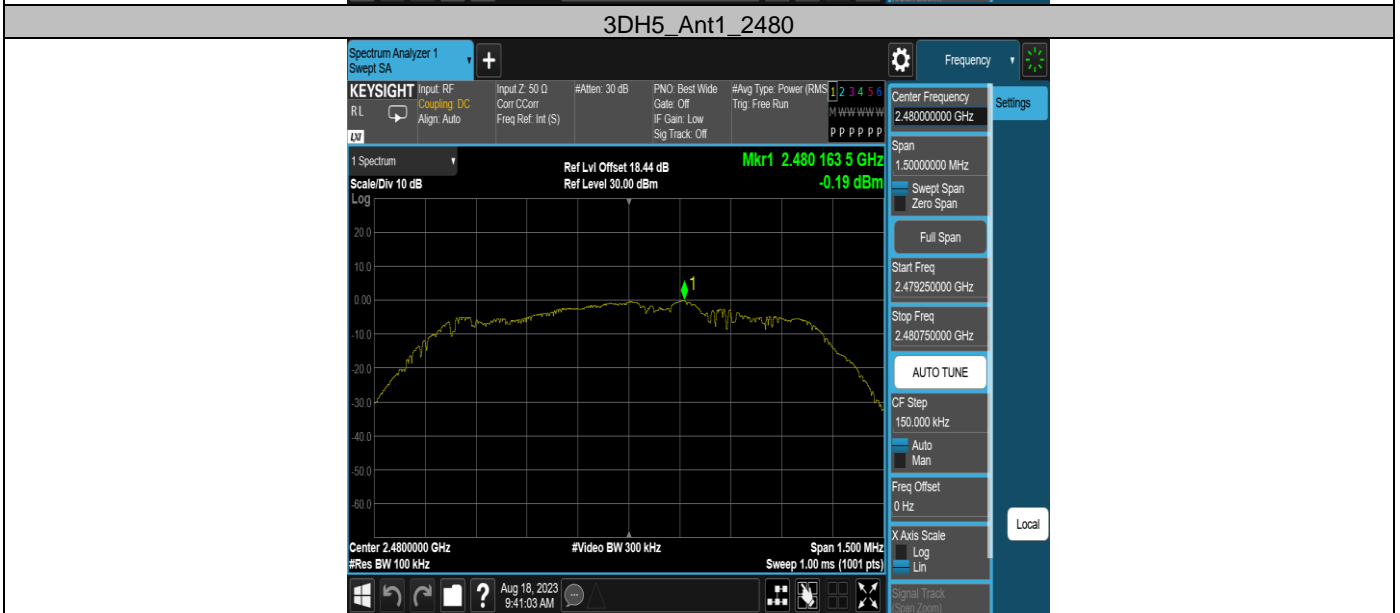 3DH5_Ant1_2480
Spectrum Analyzer 1
Swept SA
+
Frequency
KEYSIGHT
RL
LXI
Input: RF
Coupling: DC
Align: Auto
Input Z: 50 Ω
Corr CCorr
Freq Ref: Int (S)
#Atten: 30 dB
PNO: Best Wide
Gate: Off
IF Gain: Low
Sig Track: Off
#Avg Type: Power (RMS
Trig: Free Run
1 2 3 4 5 6
M W W W W W
P P P P P P
1 Spectrum
Scale/Div 10 dB
Ref Lvl Offset 18.44 dB
Ref Level 30.00 dBm
Mkr1 2.480 163 5 GHz
-0.19 dBm
Log
20.0
10.0
0.00
-10.0
-20.0
-30.0
-40.0
-50.0
-60.0
1
Center 2.4800000 GHz
#Res BW 100 kHz
#Video BW 300 kHz
Span 1.500 MHz
Sweep 1.00 ms (1001 pts)
Center Frequency
2.480000000 GHz
Span
1.50000000 MHz
Swept Span
Zero Span
Full Span
Start Freq
2.479250000 GHz
Stop Freq
2.480750000 GHz
AUTO TUNE
CF Step
150.000 kHz
Auto
Man
Freq Offset
0 Hz
X Axis Scale
Log
Lin
Signal Track
(Span Zoom)
Settings
Local
?
Aug 18, 2023
9:41:03 AM